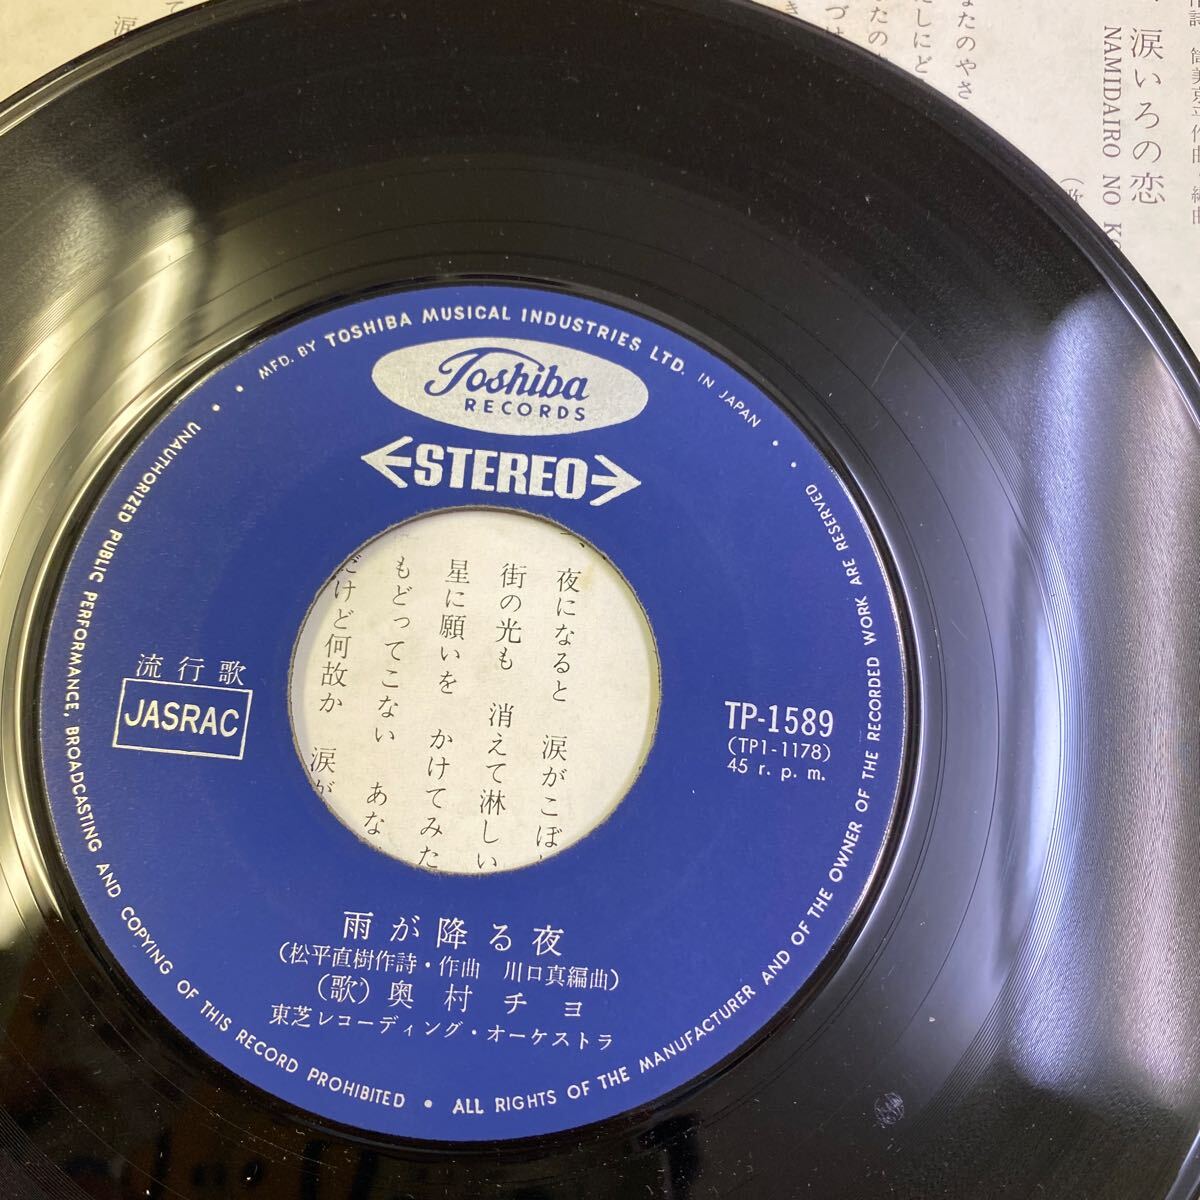 涙いろの恋
NAMIDAIRO NO
MFD. BY TOSHIBA MUSICAL INDUSTRIES LTD. IN JAPAN
Toshiba
RECORDS
STEREO
夜になると 涙がこぼ
街の光も 消えて淋しい
星に願いを かけてみた
もどってこない あな
だけど何故か 涙が
流行歌
JASRAC
TP-1589
(TP1-1178)
45 r. p. m.
雨が降る夜
(松平直樹作詩・作曲 川口真編曲)
(歌) 奥村チヨ
東芝レコーディング・オーケストラ
UNAUTHORIZED PUBLIC PERFORMANCE, BROADCASTING AND COPYING OF THIS RECORD PROHIBITED • ALL RIGHTS OF THE MANUFACTURER AND OF THE OWNER OF THE RECORDED WORK ARE RESERVED